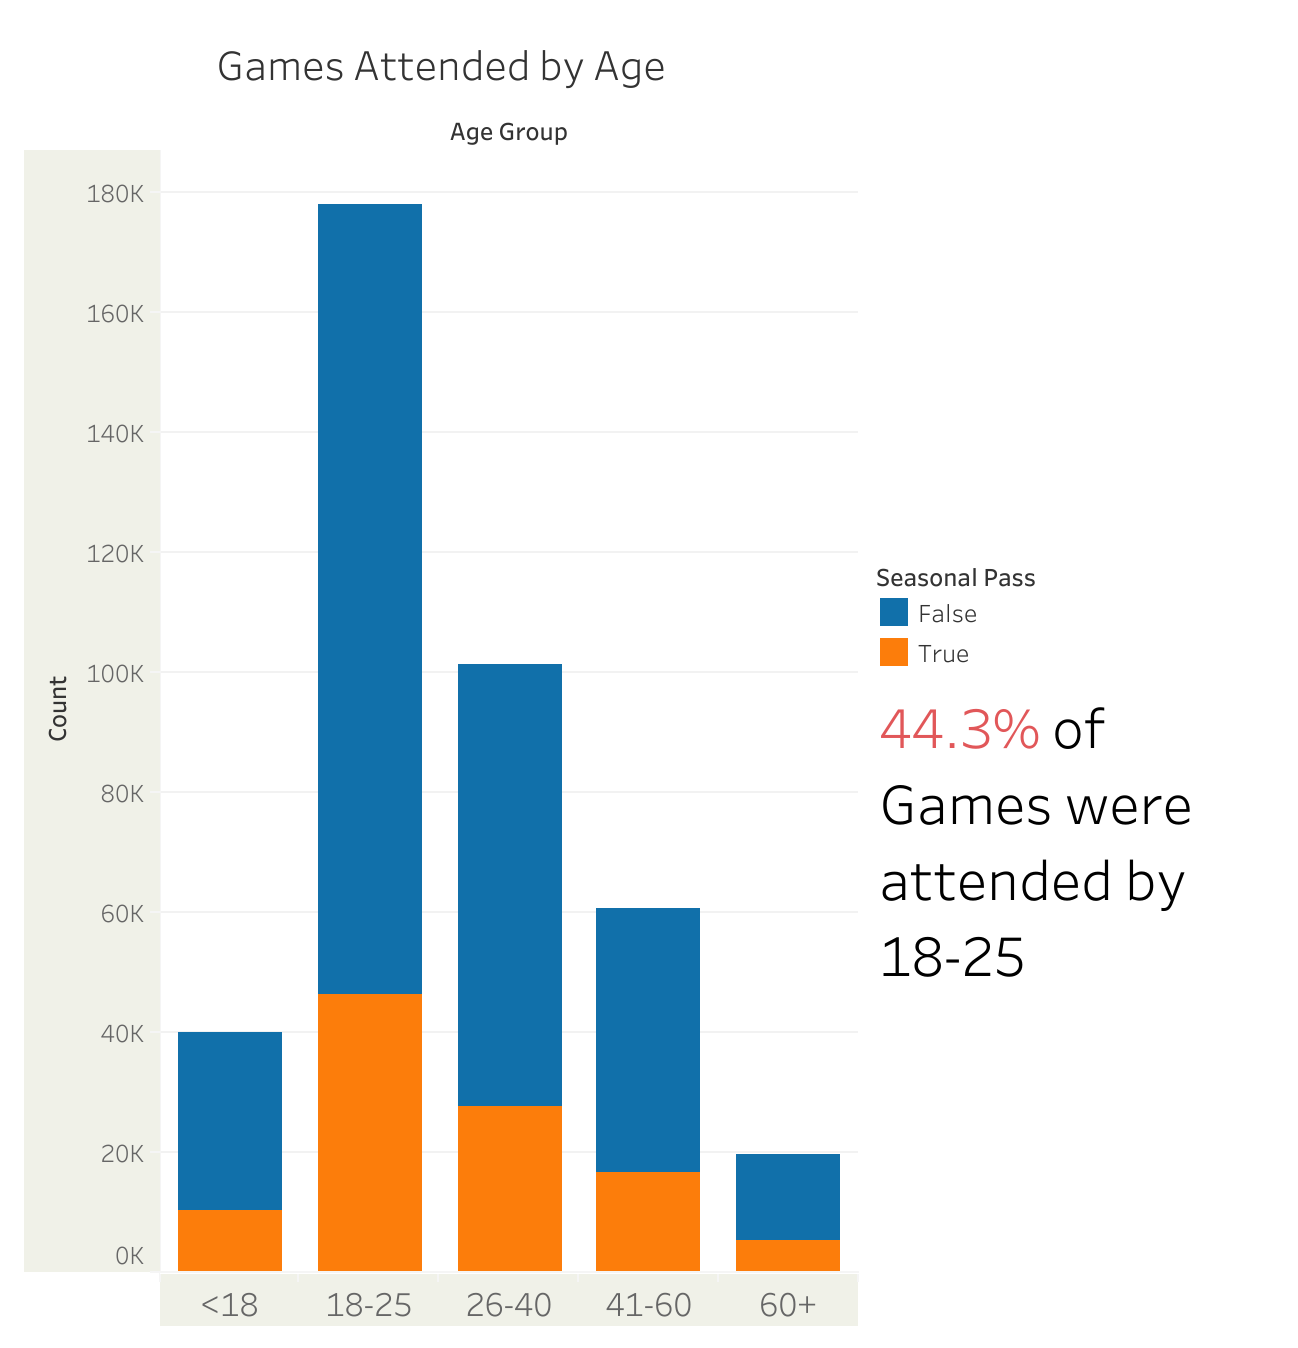 Games Attended by Age
Age Group
180K
160K
140K
120K
100K
80K
60K
40K
20K
0K
Count
<18 18-25 26-40 41-60 60+
Seasonal Pass
False
True
44.3% of
Games were
attended by
18-25